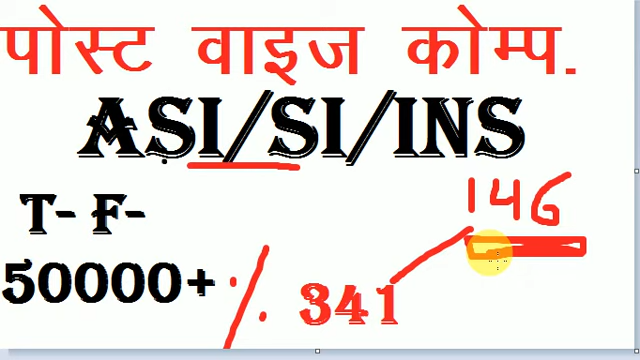 पोस्ट वाइज कोम्प.
ASI/SI/INS
146
T- F-
50000+ % 341